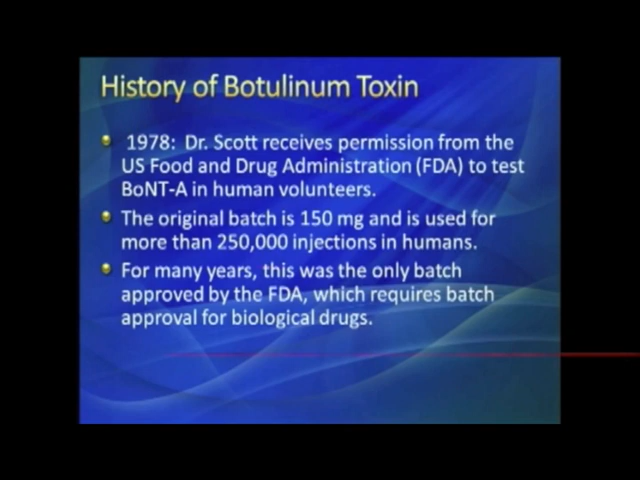 History of Botulinum Toxin
1978: Dr. Scott receives permission from the
US Food and Drug Administration (FDA) to test
BoNT-A in human volunteers.
The original batch is 150 mg and is used for
more than 250,000 injections in humans.
For many years, this was the only batch
approved by the FDA, which requires batch
approval for biological drugs.